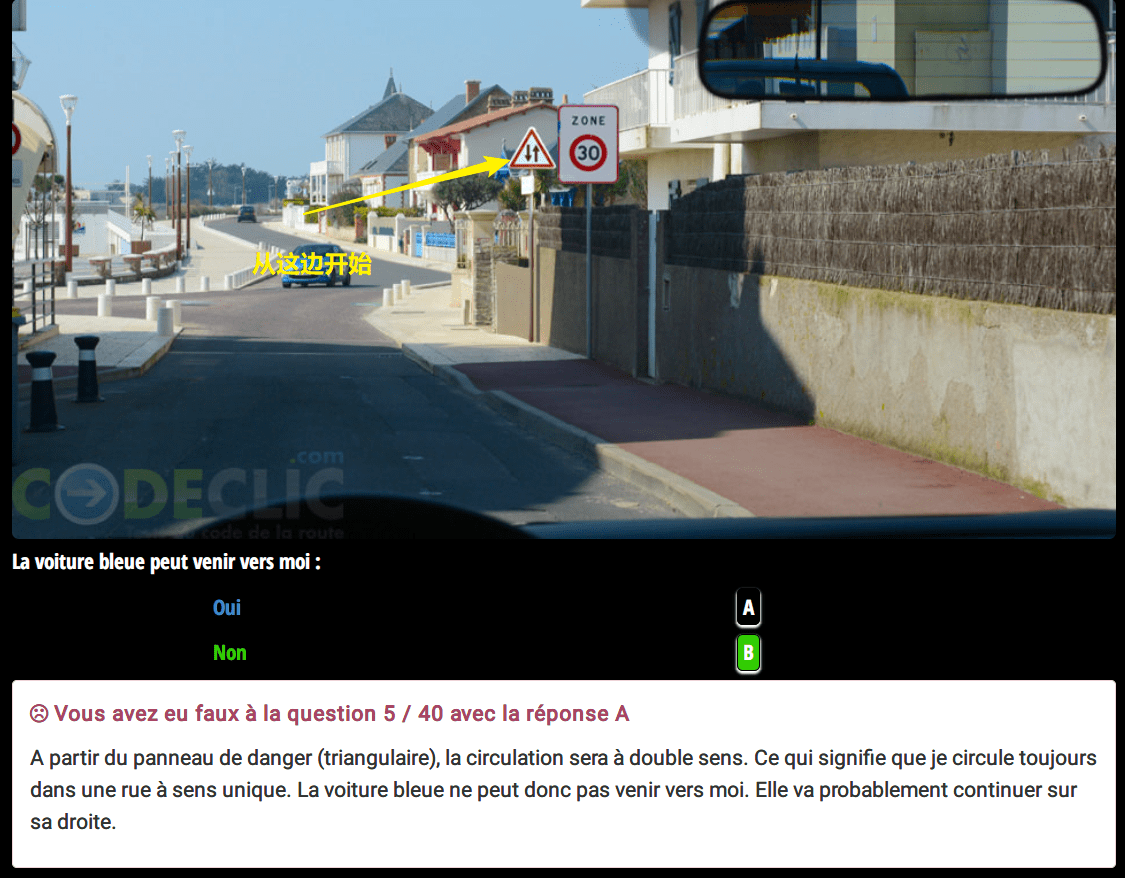 ZONE
30
从这边开始
.com
CODECLIC
code de la route
La voiture bleue peut venir vers moi :
Oui
A
Non
B
Vous avez eu faux à la question 5 / 40 avec la réponse A
A partir du panneau de danger (triangulaire), la circulation sera à double sens. Ce qui signifie que je circule toujours
dans une rue à sens unique. La voiture bleue ne peut donc pas venir vers moi. Elle va probablement continuer sur
sa droite.